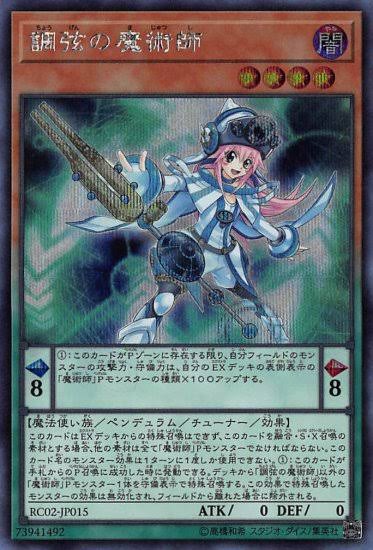 調弦の魔術師
闇
①:このカードがPゾーンに存在する限り、自分フィールドのモン
スターの攻撃力・守備力は、自分のEXデッキの表側表示の
「魔術師」Pモンスターの種類×100アップする。
8
8
【魔法使い族/ペンデュラム/チューナー/効果】
このカードはEXデッキからの特殊召喚はできず、このカードを融合・S・X召喚の
素材とする場合、他の素材は全て「魔術師」Pモンスターでなければならない。この
カード名のモンスター効果は1ターンに1度しか使用できない。①:このカードが
手札からのP召喚に成功した時に発動できる。デッキから「調弦の魔術師」以外の
「魔術師」Pモンスター1体を守備表示で特殊召喚する。この効果で特殊召喚した
モンスターの効果は無効化され、フィールドから離れた場合に除外される。
RC02-JP015
ATK/ 0 DEF/ 0
73941492
©高橋和希 スタジオ・ダイス/集英社